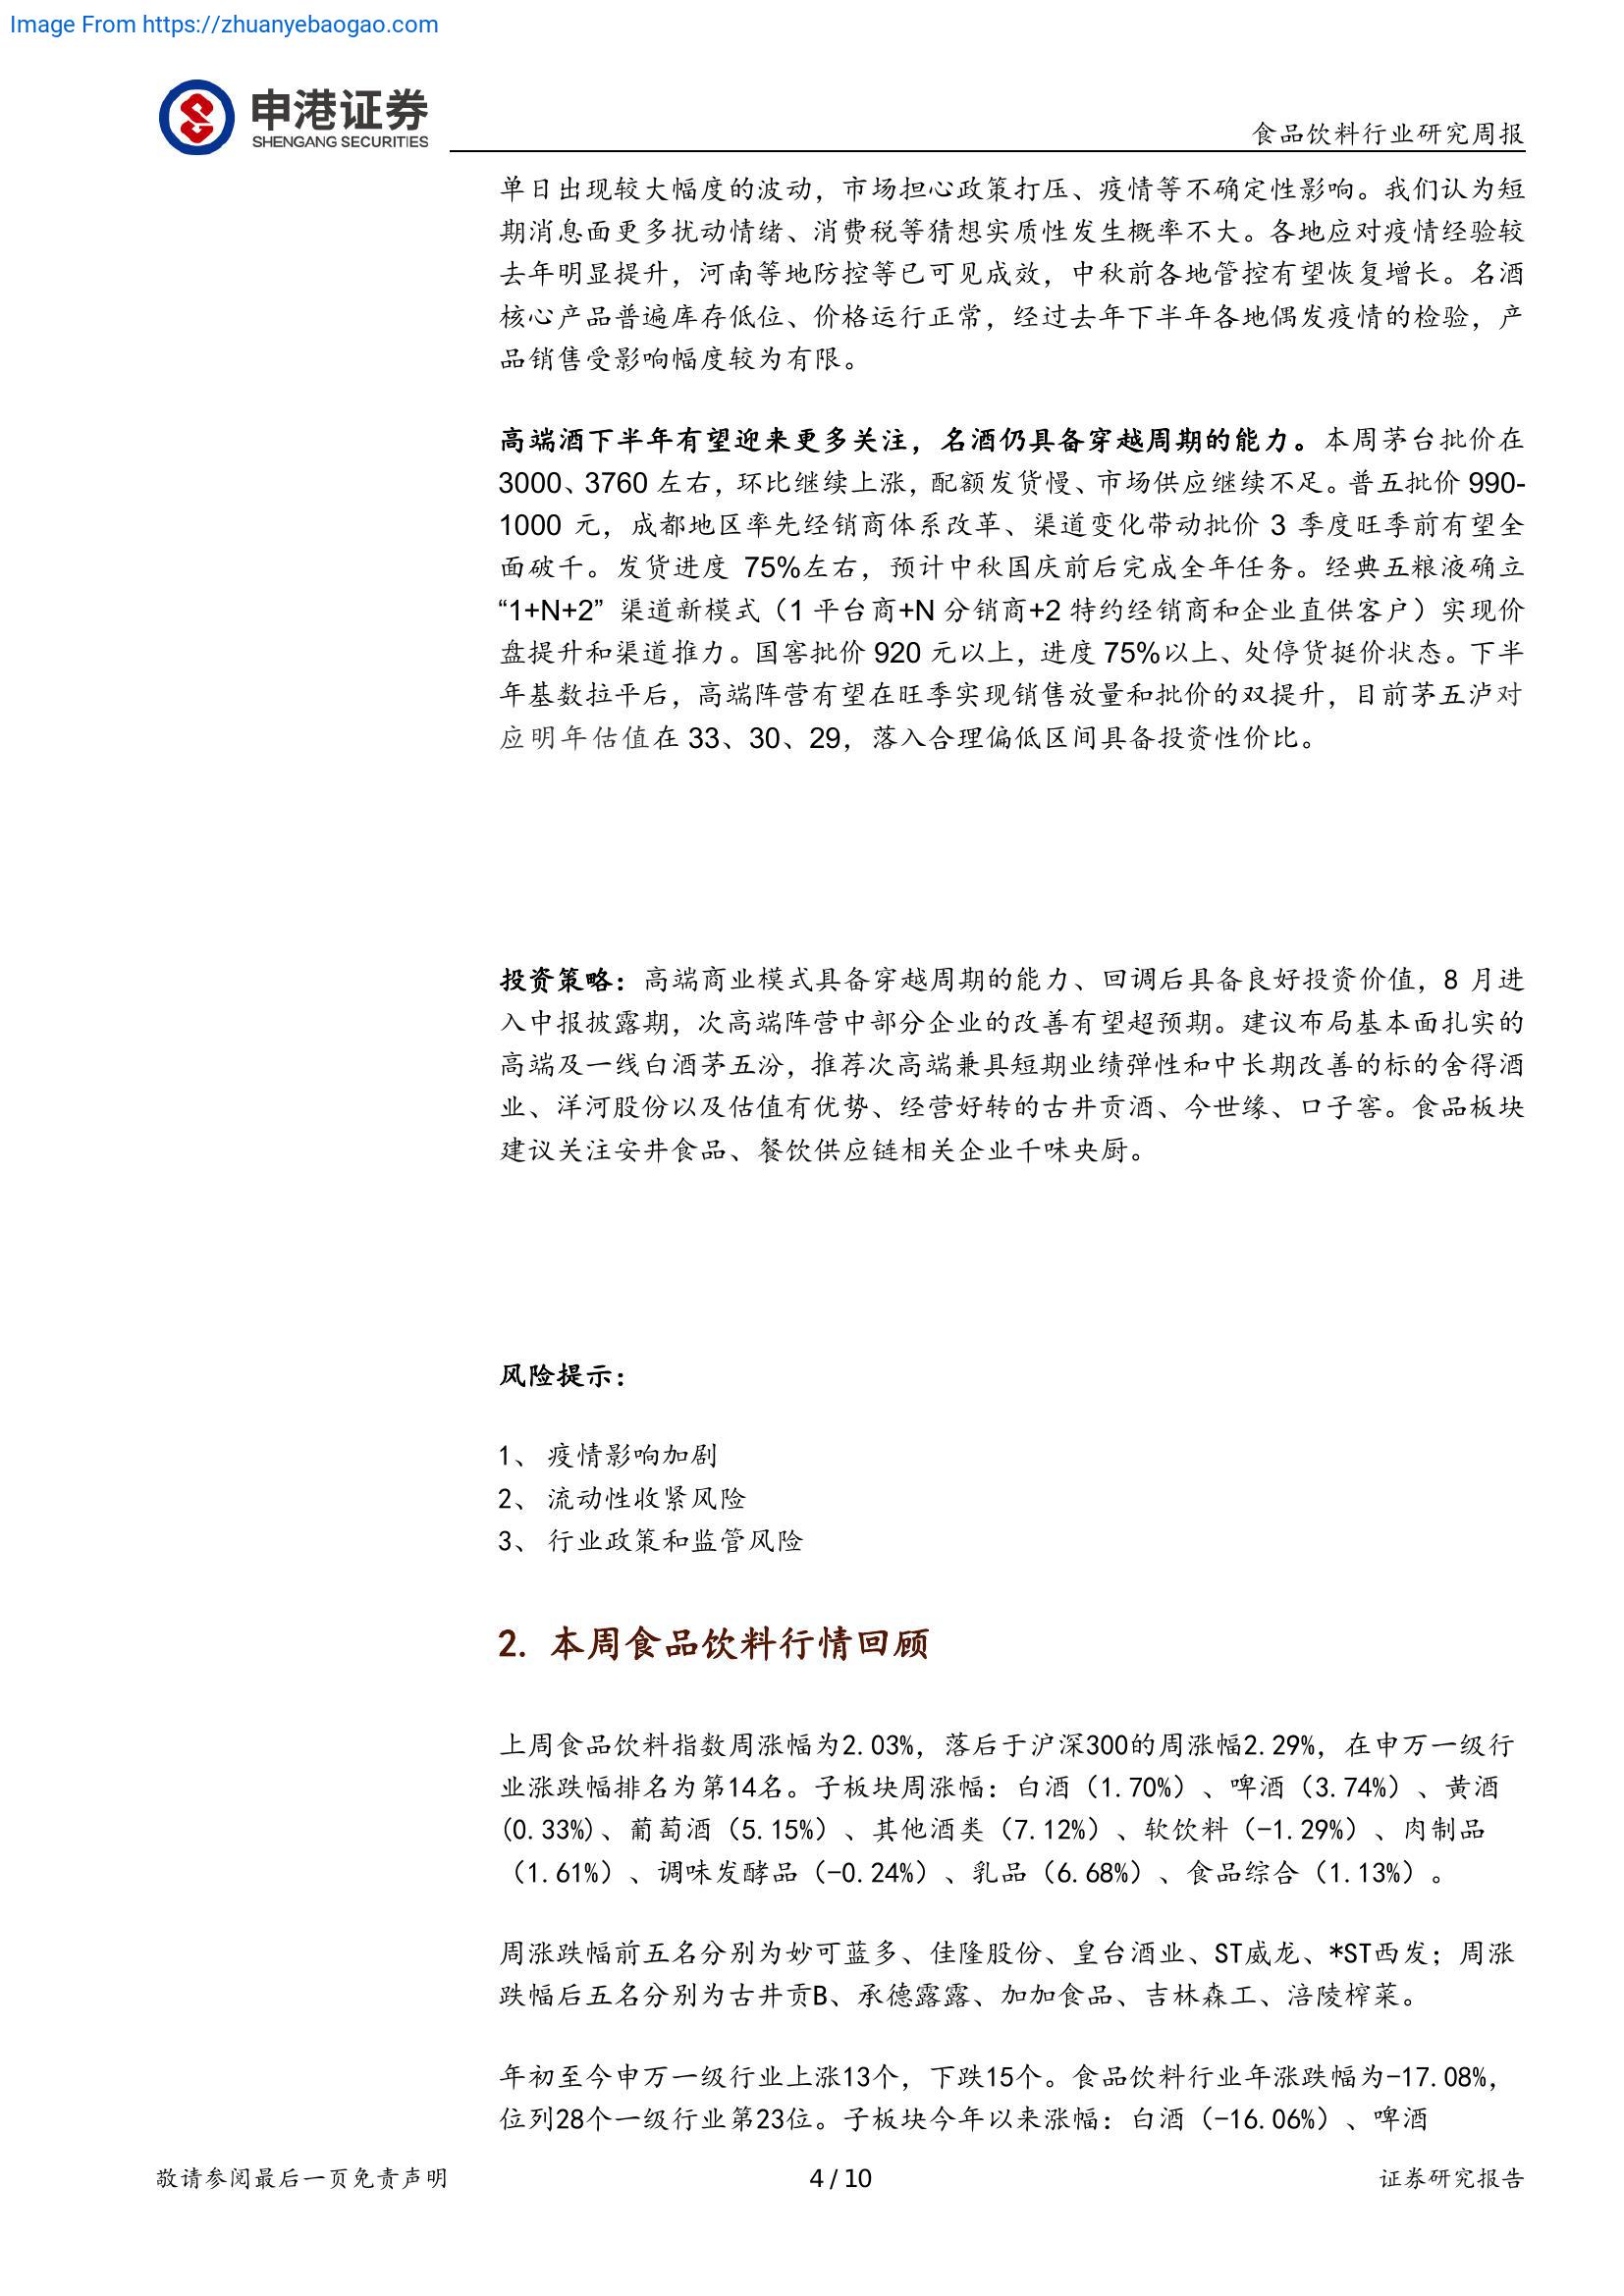 Image From https://zhuanyebaogao.com
申港证券
SHENGANG SECURITIES
食品饮料行业研究周报
单日出现较大幅度的波动，市场担心政策打压、疫情等不确定性影响。我们认为短
期消息面更多扰动情绪、消费税等猜想实质性发生概率不大。各地应对疫情经验较
去年明显提升，河南等地防控等已可见成效，中秋前各地管控有望恢复增长。名酒
核心产品普遍库存低位、价格运行正常，经过去年下半年各地偶发疫情的检验，产
品销售受影响幅度较为有限。
高端酒下半年有望迎来更多关注，名酒仍具备穿越周期的能力。本周茅台批价在
3000、3760 左右，环比继续上涨，配额发货慢、市场供应继续不足。普五批价 990-
1000 元，成都地区率先经销商体系改革、渠道变化带动批价 3 季度旺季前有望全
面破千。发货进度 75%左右，预计中秋国庆前后完成全年任务。经典五粮液确立
“1+N+2” 渠道新模式（1 平台商+N 分销商+2 特约经销商和企业直供客户）实现价
盘提升和渠道推力。国窖批价 920 元以上，进度 75%以上、处停货挺价状态。下半
年基数拉平后，高端阵营有望在旺季实现销售放量和批价的双提升，目前茅五泸对
应明年估值在 33、30、29，落入合理偏低区间具备投资性价比。
投资策略：高端商业模式具备穿越周期的能力、回调后具备良好投资价值，8 月进
入中报披露期，次高端阵营中部分企业的改善有望超预期。建议布局基本面扎实的
高端及一线白酒茅五汾，推荐次高端兼具短期业绩弹性和中长期改善的标的舍得酒
业、洋河股份以及估值有优势、经营好转的古井贡酒、今世缘、口子窖。食品板块
建议关注安井食品、餐饮供应链相关企业千味央厨。
风险提示：
1、 疫情影响加剧
2、 流动性收紧风险
3、 行业政策和监管风险
2. 本周食品饮料行情回顾
上周食品饮料指数周涨幅为2.03%，落后于沪深300的周涨幅2.29%，在申万一级行
业涨跌幅排名为第14名。子板块周涨幅：白酒（1.70%）、啤酒（3.74%）、黄酒
(0.33%)、葡萄酒（5.15%）、其他酒类（7.12%）、软饮料（-1.29%）、肉制品
（1.61%）、调味发酵品（-0.24%）、乳品（6.68%）、食品综合（1.13%）。
周涨跌幅前五名分别为妙可蓝多、佳隆股份、皇台酒业、ST威龙、*ST西发；周涨
跌幅后五名分别为古井贡B、承德露露、加加食品、吉林森工、涪陵榨菜。
年初至今申万一级行业上涨13个，下跌15个。食品饮料行业年涨跌幅为-17.08%，
位列28个一级行业第23位。子板块今年以来涨幅：白酒（-16.06%）、啤酒
敬请参阅最后一页免责声明
4 / 10
证券研究报告